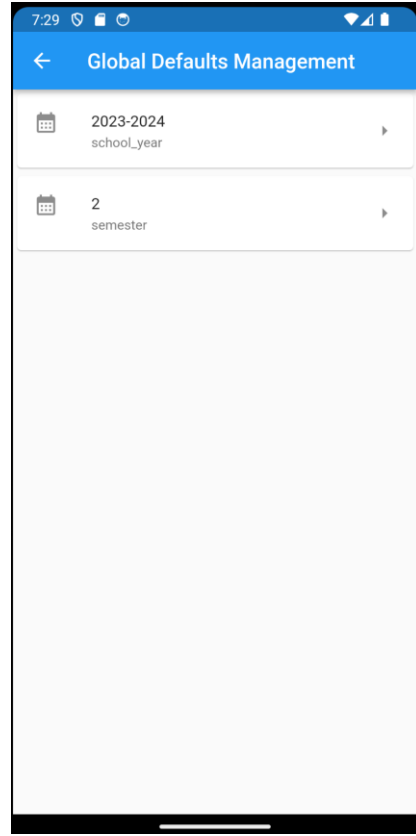 7:29
Global Defaults Management
2023-2024
school_year
2
semester